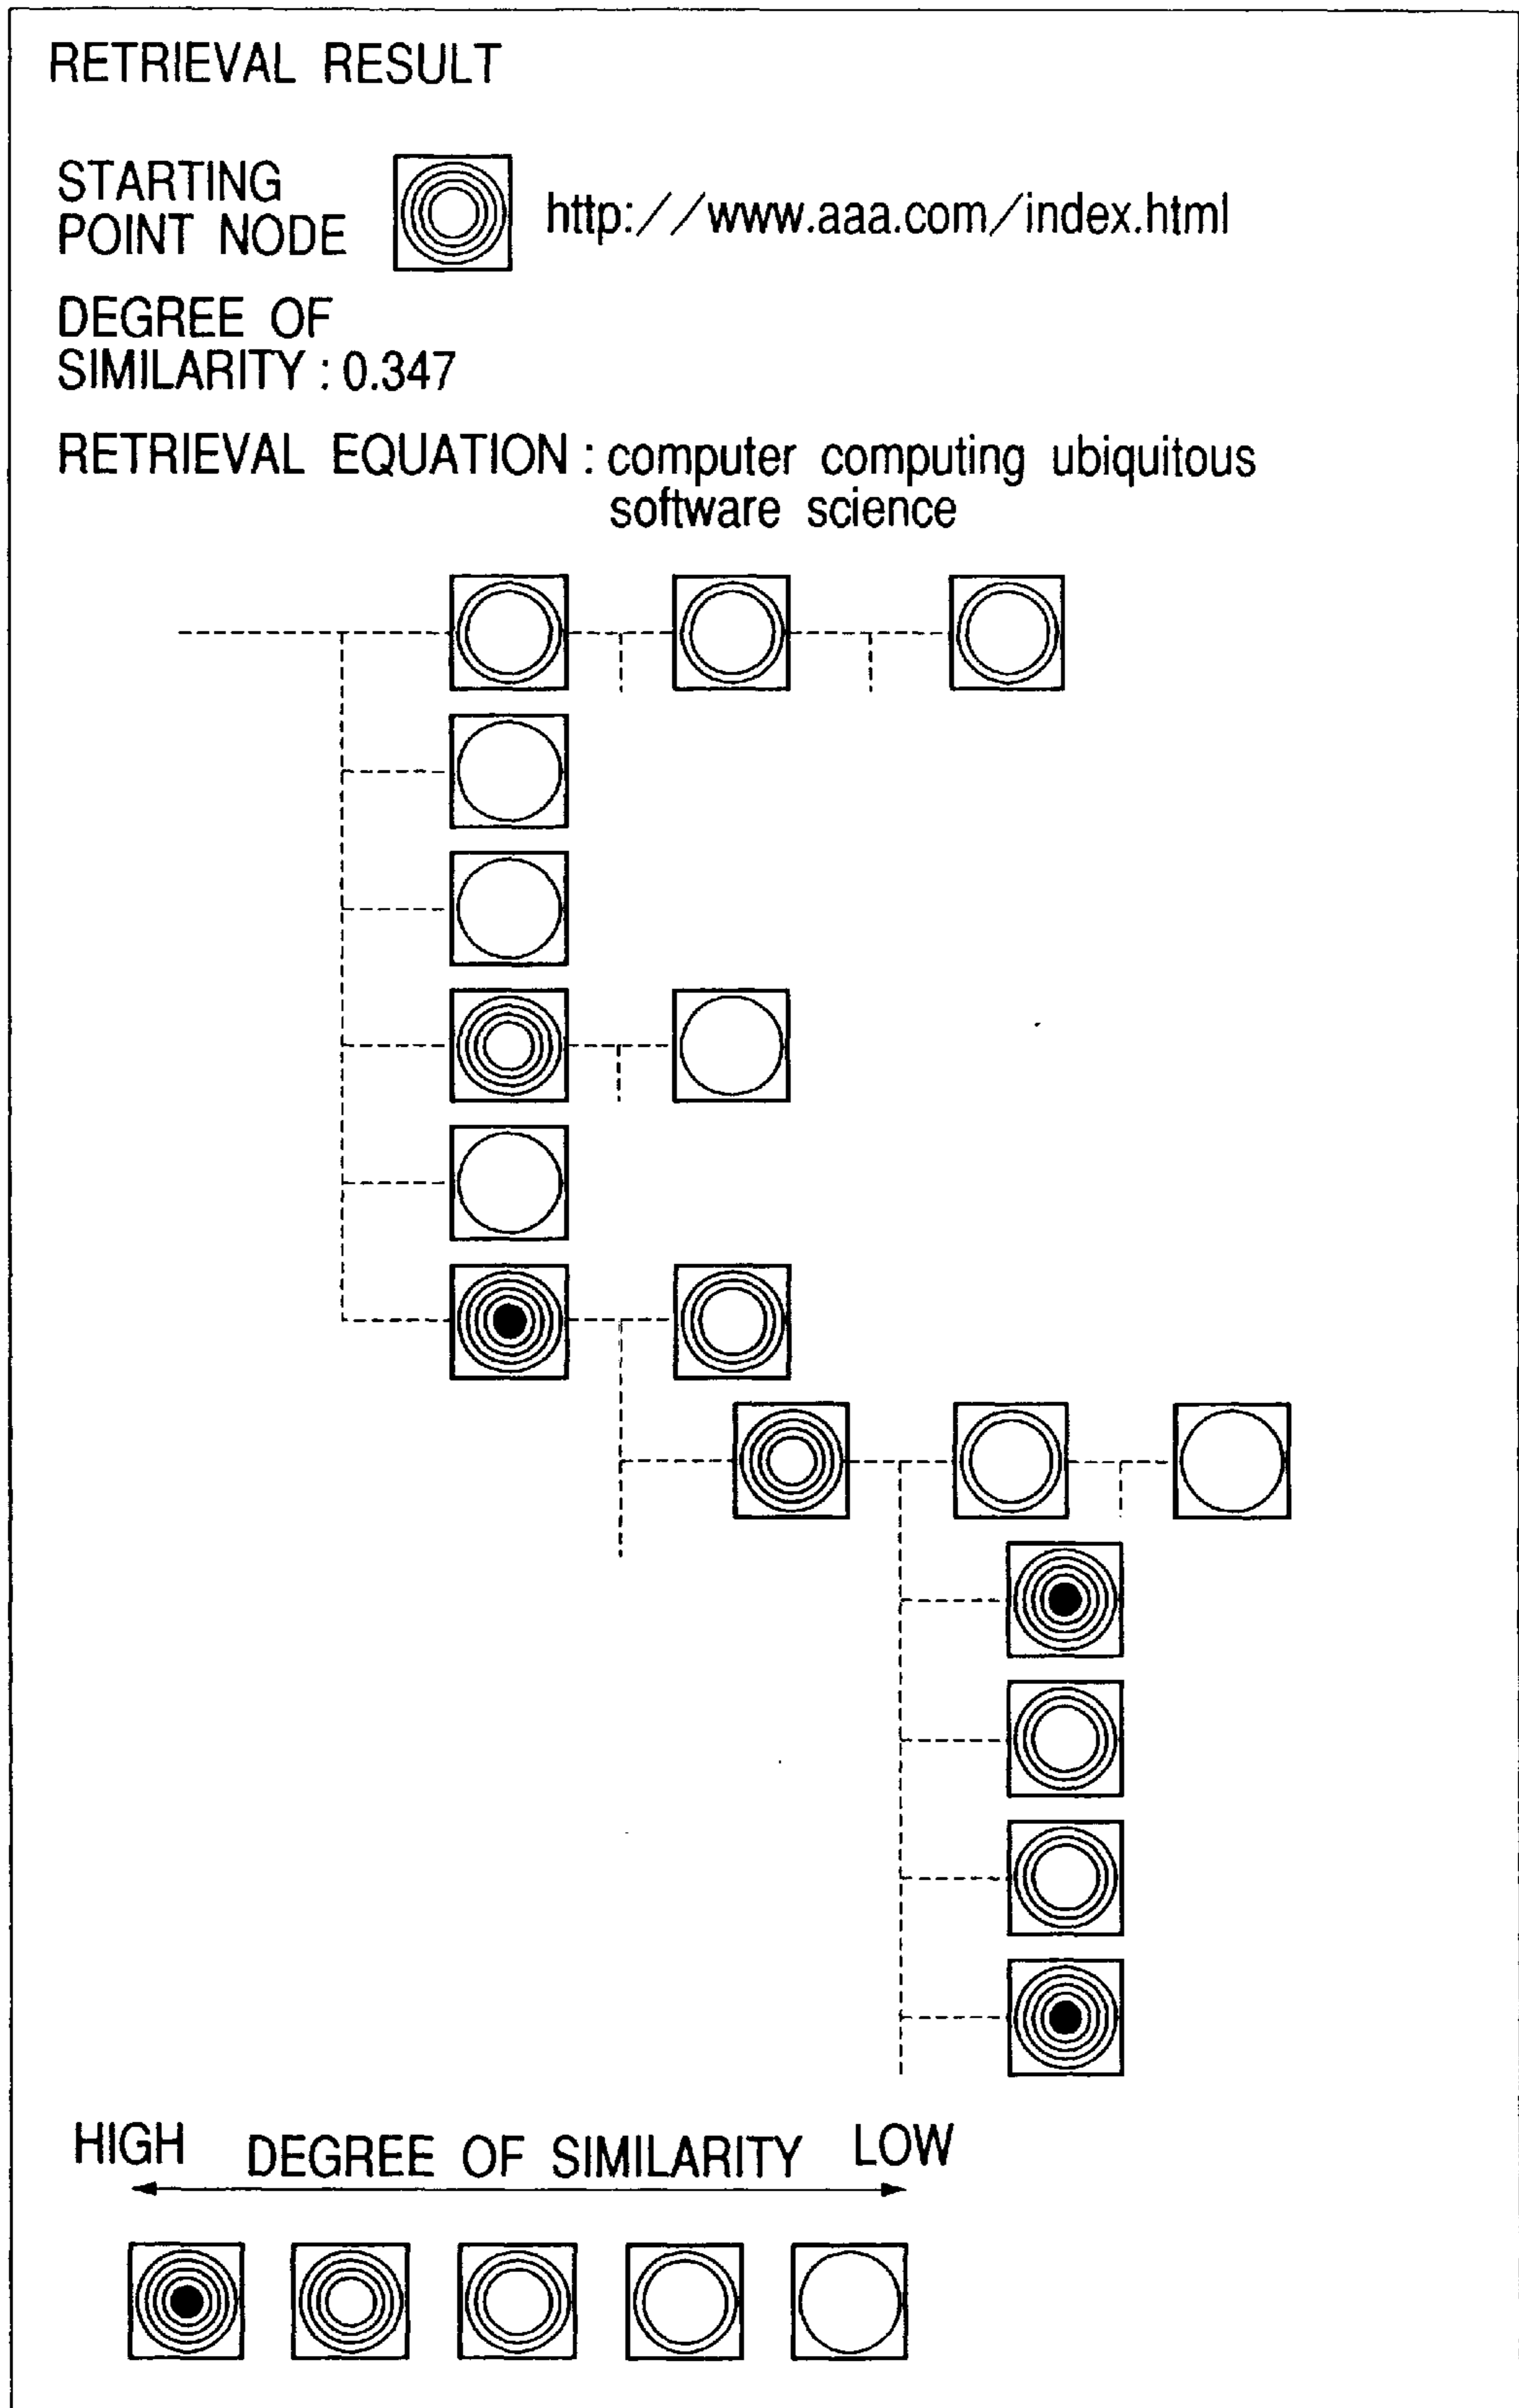 RETRIEVAL RESULT
STARTING
POINT NODE
http://www.aaa.com/index.html
DEGREE OF
SIMILARITY : 0.347
RETRIEVAL EQUATION : computer computing ubiquitous
software science
HIGH DEGREE OF SIMILARITY LOW